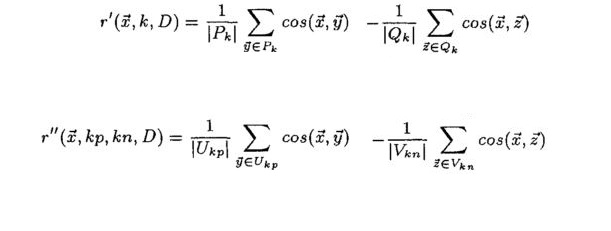 r'(x⃗, k, D) = 1/|P_k| ∑_{y⃗∈P_k} cos(x⃗, y⃗) − 1/|Q_k| ∑_{z⃗∈Q_k} cos(x⃗, z⃗)
r''(x⃗, kp, kn, D) = 1/|U_{kp}| ∑_{y⃗∈U_{kp}} cos(x⃗, y⃗) − 1/|V_{kn}| ∑_{z⃗∈V_{kn}} cos(x⃗, z⃗)